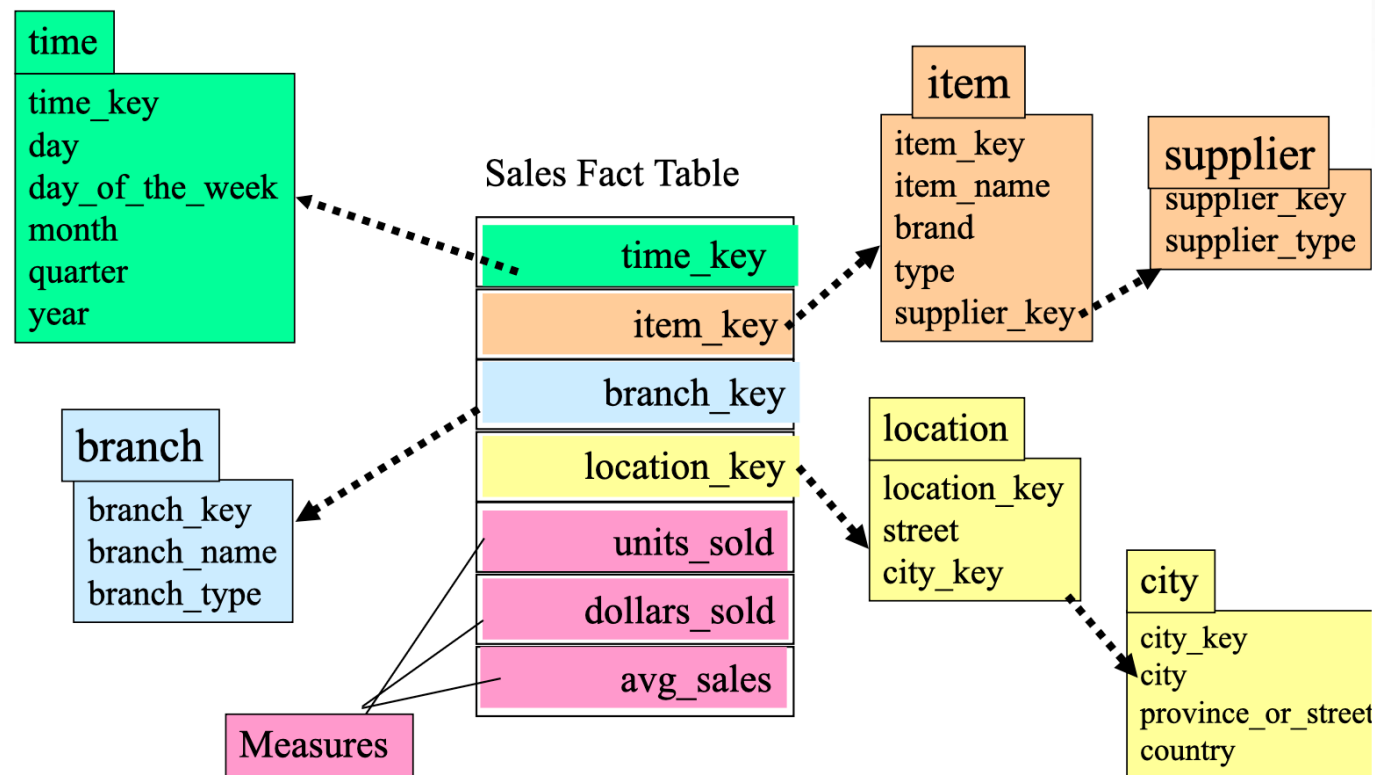 time
time_key
day
day_of_the_week
month
quarter
year
Sales Fact Table
time_key
item_key
branch_key
location_key
units_sold
dollars_sold
avg_sales
Measures
branch
branch_key
branch_name
branch_type
item
item_key
item_name
brand
type
supplier_key
supplier
supplier_key
supplier_type
location
location_key
street
city_key
city
city_key
city
province_or_street
country